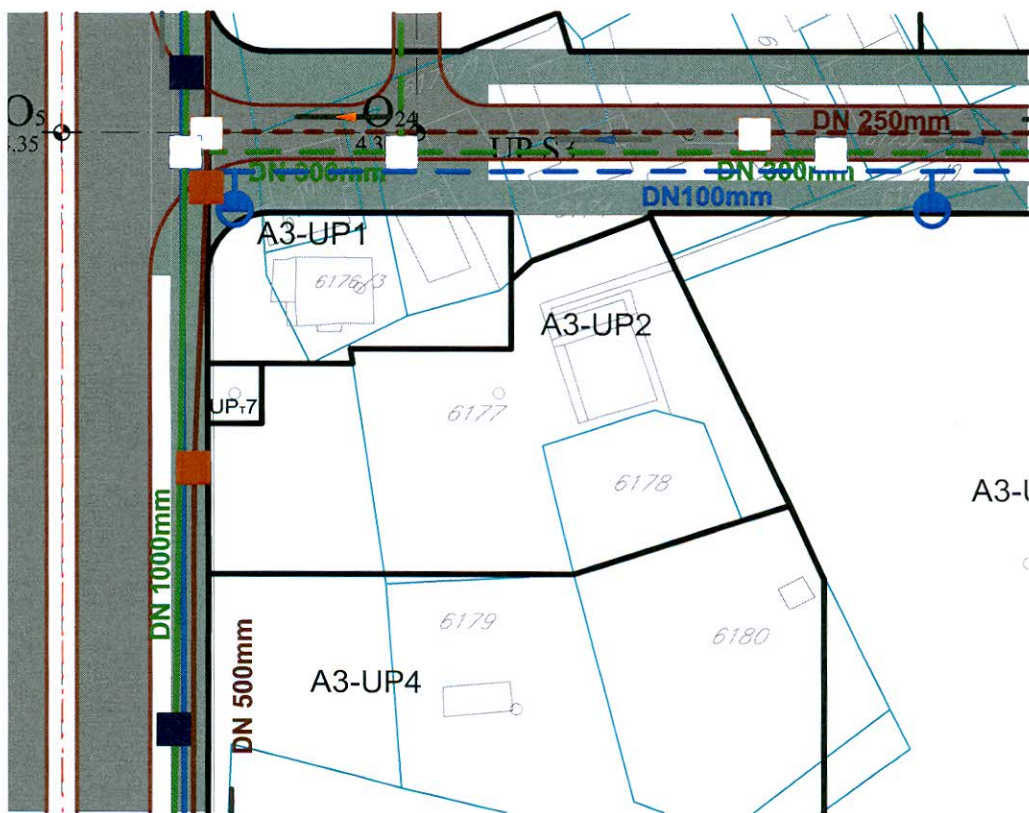 O5
4.35
O24
4.3
DN 250mm
UP S
DN 300mm
DN 300mm
DN100mm
A3-UP1
6176/3
A3-UP2
UPT7
6177
6178
A3-U
DN 1000mm
6179
6180
A3-UP4
DN 500mm